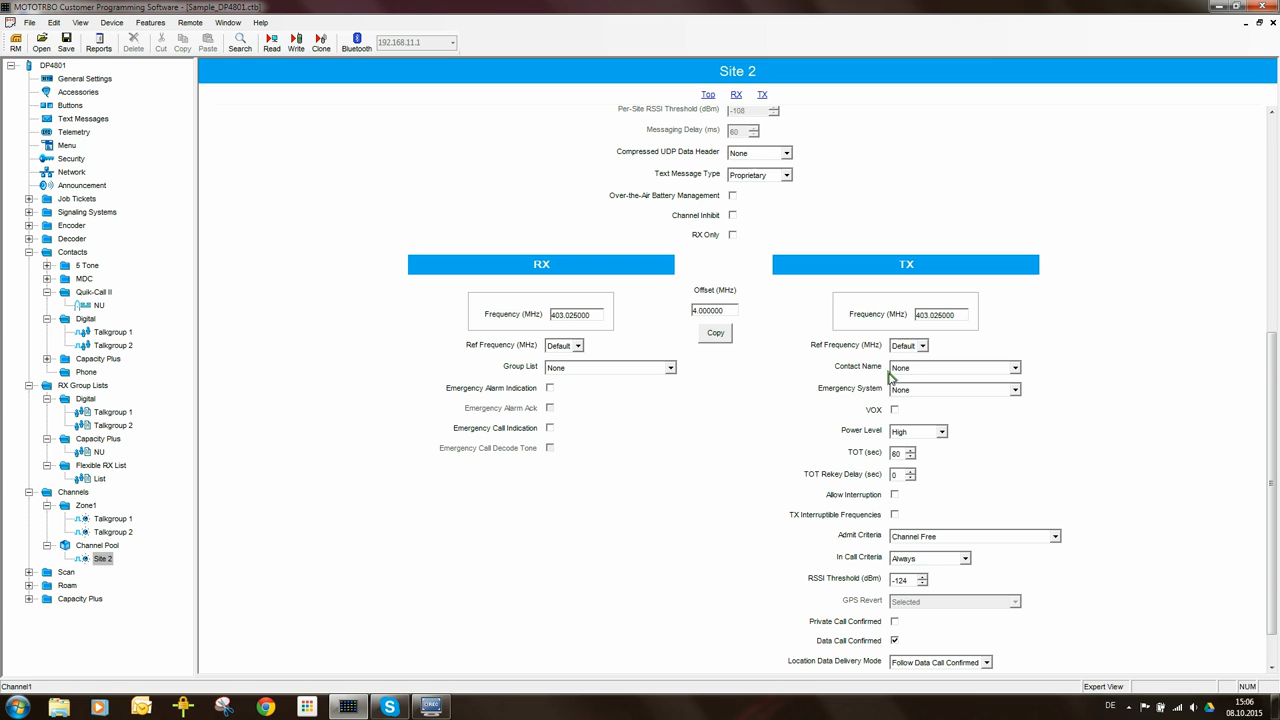 MOTOTRBO Customer Programming Software - [Sample_DP4801.ctb]
File Edit View Device Features Remote Window Help
RM Open Save Reports Delete Cut Copy Paste Search Read Write Clone Bluetooth 192.168.11.1
DP4801
General Settings
Accessories
Buttons
Text Messages
Telemetry
Menu
Security
Network
Announcement
Job Tickets
Signaling Systems
Encoder
Decoder
Contacts
5 Tone
MDC
Quik-Call II
NU
Digital
Talkgroup 1
Talkgroup 2
Capacity Plus
Phone
RX Group Lists
Digital
Talkgroup 1
Talkgroup 2
Capacity Plus
NU
Flexible RX List
List
Channels
Zone1
Talkgroup 1
Talkgroup 2
Channel Pool
Site 2
Scan
Roam
Capacity Plus
Site 2
Top RX TX
Per-Site RSSI Threshold (dBm) -108
Messaging Delay (ms) 60
Compressed UDP Data Header None
Text Message Type Proprietary
Over-the-Air Battery Management
Channel Inhibit
RX Only
RX
Frequency (MHz) 403.025000
Ref Frequency (MHz) Default
Group List None
Emergency Alarm Indication
Emergency Alarm Ack
Emergency Call Indication
Emergency Call Decode Tone
Offset (MHz)
4.000000
Copy
TX
Frequency (MHz) 403.025000
Ref Frequency (MHz) Default
Contact Name None
Emergency System None
VOX
Power Level High
TOT (sec) 60
TOT Rekey Delay (sec) 0
Allow Interruption
TX Interruptible Frequencies
Admit Criteria Channel Free
In Call Criteria Always
RSSI Threshold (dBm) -124
GPS Revert Selected
Private Call Confirmed
Data Call Confirmed
Location Data Delivery Mode Follow Data Call Confirmed
Channel1 Expert View NUM
DE 15:06
08.10.2015